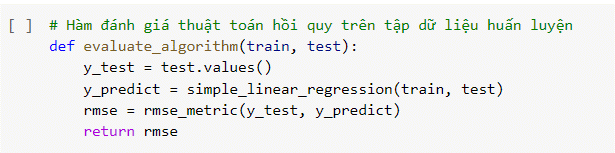 [ ] # Hàm đánh giá thuật toán hồi quy trên tập dữ liệu huấn luyện
def evaluate_algorithm(train, test):
    y_test = test.values()
    y_predict = simple_linear_regression(train, test)
    rmse = rmse_metric(y_test, y_predict)
    return rmse